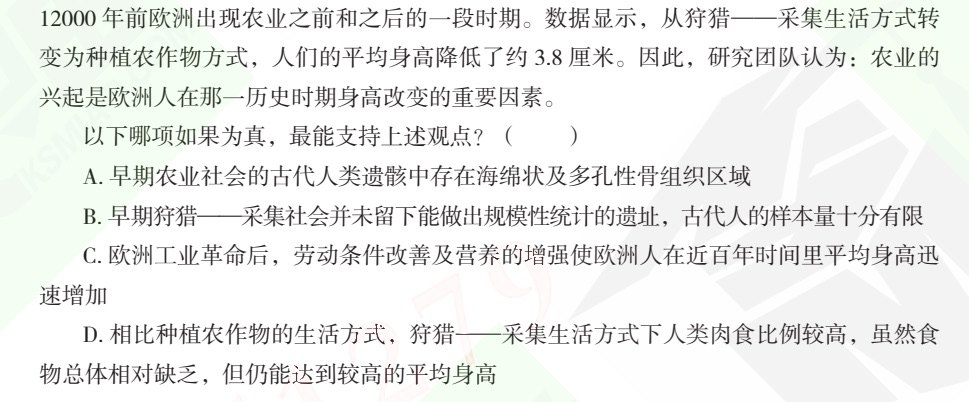 12000 年前欧洲出现农业之前和之后的一段时期。数据显示，从狩猎——采集生活方式转
变为种植农作物方式，人们的平均身高降低了约 3.8 厘米。因此，研究团队认为：农业的
兴起是欧洲人在那一历史时期身高改变的重要因素。
以下哪项如果为真，最能支持上述观点？（　　）
A. 早期农业社会的古代人类遗骸中存在海绵状及多孔性骨组织区域
B. 早期狩猎——采集社会并未留下能做出规模性统计的遗址，古代人的样本量十分有限
C. 欧洲工业革命后，劳动条件改善及营养的增强使欧洲人在近百年时间里平均身高迅
速增加
D. 相比种植农作物的生活方式，狩猎——采集生活方式下人类肉食比例较高，虽然食
物总体相对缺乏，但仍能达到较高的平均身高